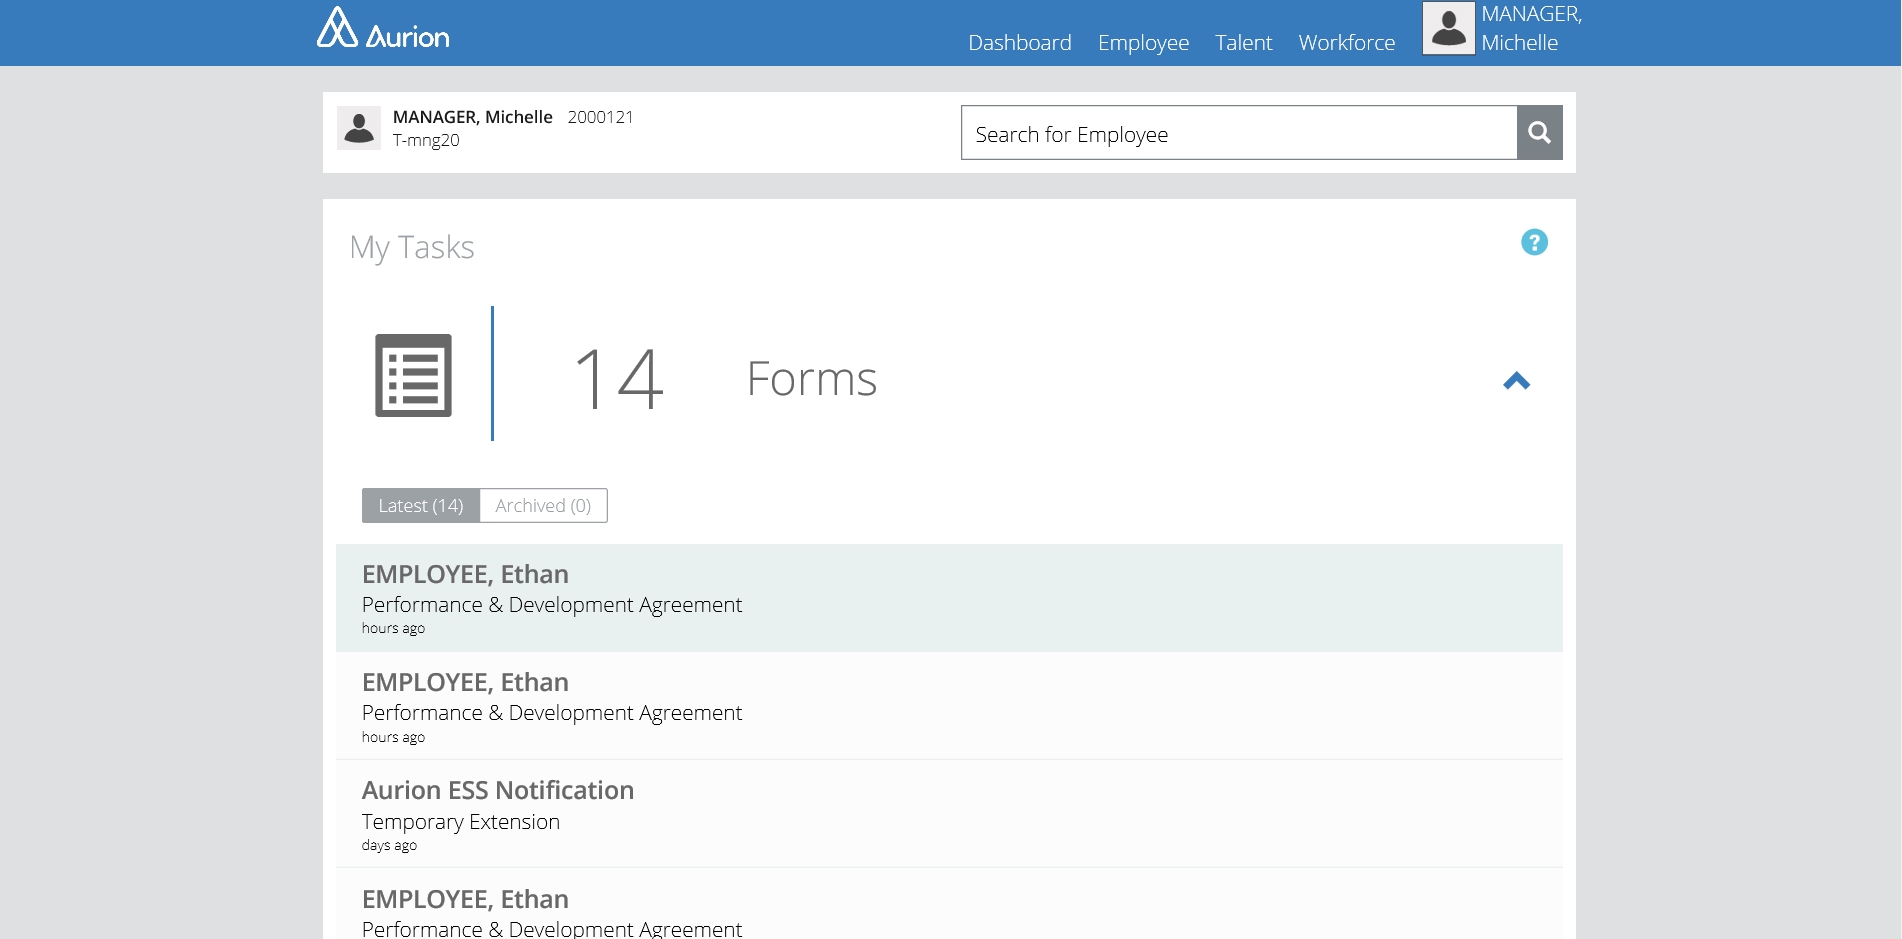 Aurion
Dashboard Employee Talent Workforce
MANAGER,
Michelle
MANAGER, Michelle 2000121
T-mng20
Search for Employee
My Tasks
?
14 Forms
Latest (14) Archived (0)
EMPLOYEE, Ethan
Performance & Development Agreement
hours ago
EMPLOYEE, Ethan
Performance & Development Agreement
hours ago
Aurion ESS Notification
Temporary Extension
days ago
EMPLOYEE, Ethan
Performance & Development Agreement